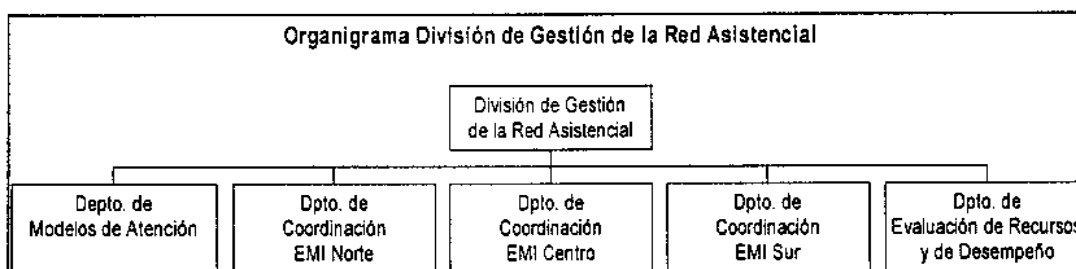 Organigrama División de Gestión de la Red Asistencial
División de Gestión
de la Red Asistencial
Depto. de
Modelos de Atención
Dpto. de
Coordinación
EMI Norte
Dpto. de
Coordinación
EMI Centro
Dpto. de
Coordinación
EMI Sur
Dpto. de
Evaluación de Recursos
y de Desempeño